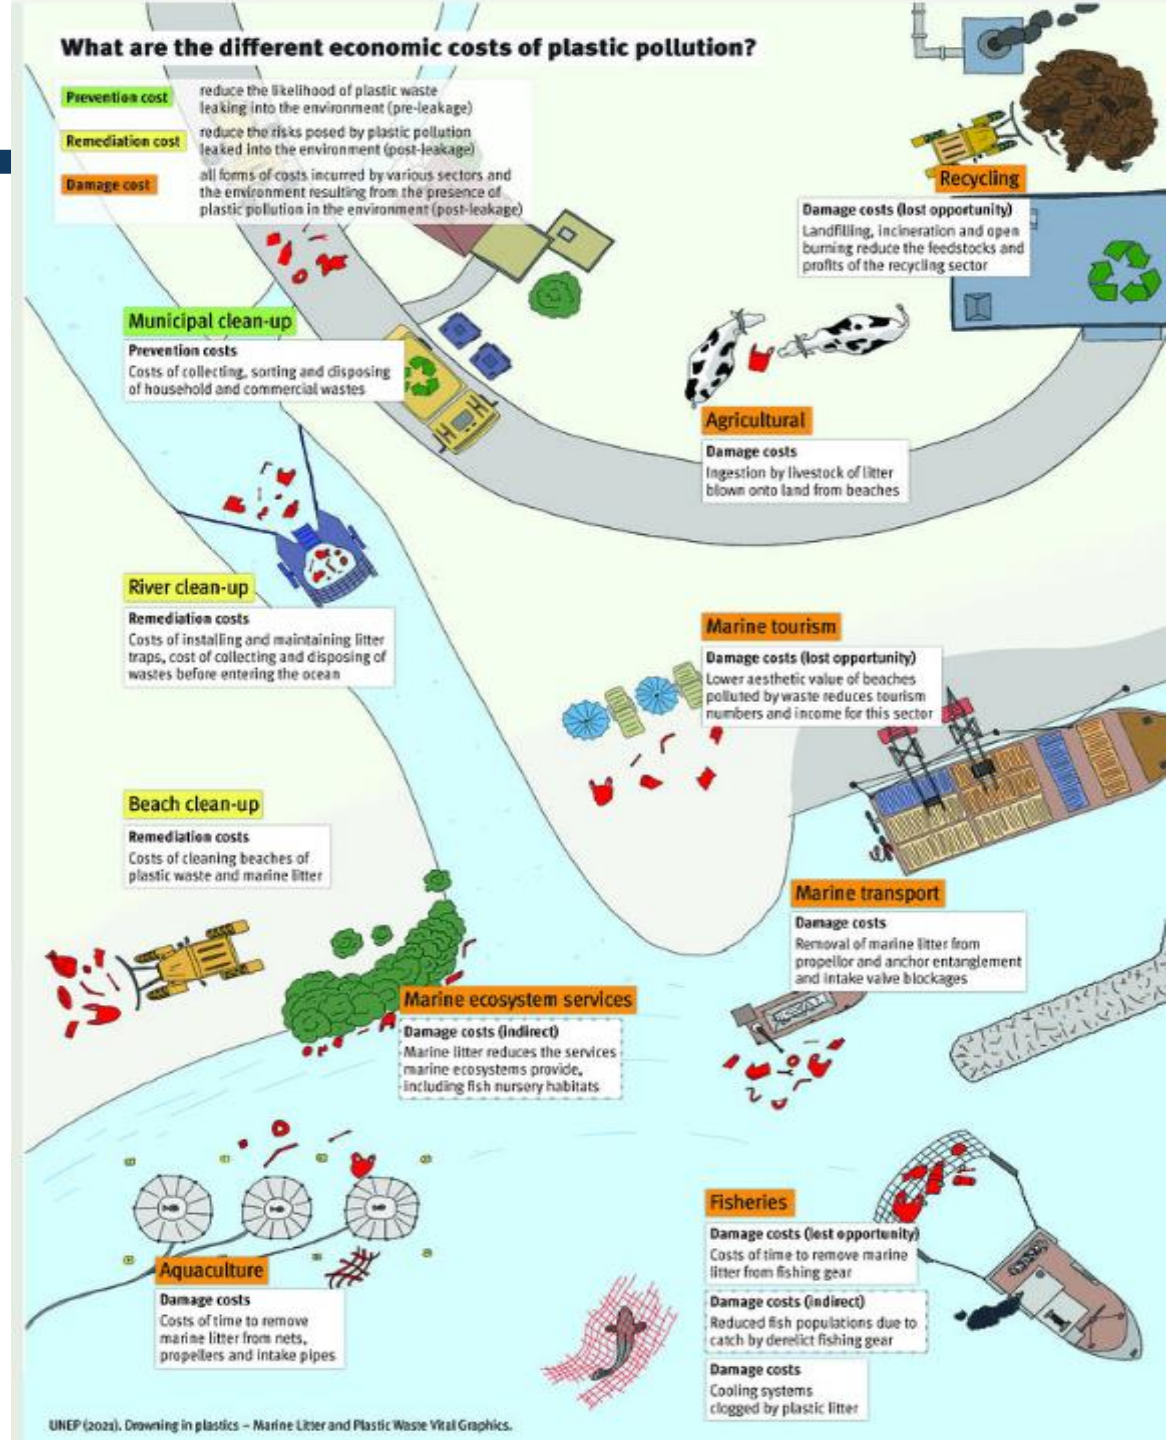 What are the different economic costs of plastic pollution?
Prevention cost
reduce the likelihood of plastic waste
leaking into the environment (pre-leakage)
Remediation cost
reduce the risks posed by plastic pollution
leaked into the environment (post-leakage)
Damage cost
all forms of costs incurred by various sectors and
the environment resulting from the presence of
plastic pollution in the environment (post-leakage)
Recycling
Damage costs (lost opportunity)
Landfilling, incineration and open
burning reduce the feedstocks and
profits of the recycling sector
Municipal clean-up
Prevention costs
Costs of collecting, sorting and disposing
of household and commercial wastes
Agricultural
Damage costs
Ingestion by livestock of litter
blown onto land from beaches
River clean-up
Remediation costs
Costs of installing and maintaining litter
traps, cost of collecting and disposing of
wastes before entering the ocean
Marine tourism
Damage costs (lost opportunity)
Lower aesthetic value of beaches
polluted by waste reduces tourism
numbers and income for this sector
Beach clean-up
Remediation costs
Costs of cleaning beaches of
plastic waste and marine litter
Marine transport
Damage costs
Removal of marine litter from
propellor and anchor entanglement
and intake valve blockages
Marine ecosystem services
Damage costs (indirect)
Marine litter reduces the services
marine ecosystems provide,
including fish nursery habitats
Aquaculture
Damage costs
Costs of time to remove
marine litter from nets,
propellers and intake pipes
Fisheries
Damage costs (lost opportunity)
Costs of time to remove marine
litter from fishing gear
Damage costs (indirect)
Reduced fish populations due to
catch by derelict fishing gear
Damage costs
Cooling systems
clogged by plastic litter
UNEP (2021). Drowning in plastics – Marine Litter and Plastic Waste Vital Graphics.